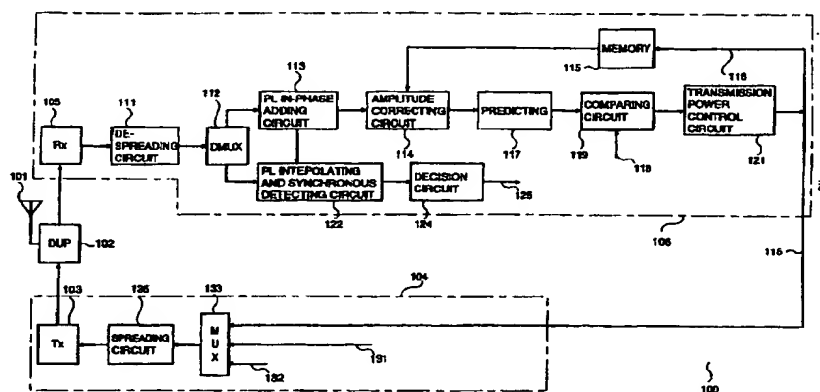 MEMORY
115
116
113
PL IN-PHASE
ADDING
CIRCUIT
AMPLITUDE
CORRECTING
CIRCUIT
114
PREDICTING
117
COMPARING
CIRCUIT
119
118
TRANSMISSION
POWER
CONTROL
CIRCUIT
121
105
Rx
111
DE-
SPREADING
CIRCUIT
112
DMUX
PL INTEPOLATING
AND SYNCHRONOUS
DETECTING CIRCUIT
122
DECISION
CIRCUIT
124
125
101
DUP
102
106
116
104
103
Tx
135
SPREADING
CIRCUIT
133
MUX
131
132
100